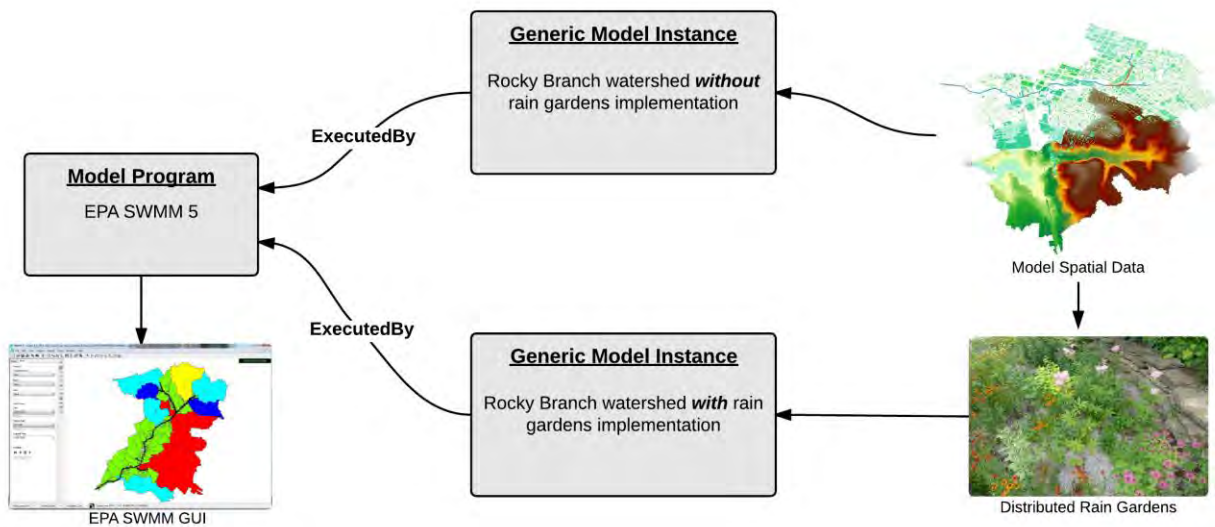 Generic Model Instance
Rocky Branch watershed without
rain gardens implementation
ExecutedBy
Model Program
EPA SWMM 5
Model Spatial Data
ExecutedBy
Generic Model Instance
Rocky Branch watershed with rain
gardens implementation
EPA SWMM GUI
Distributed Rain Gardens